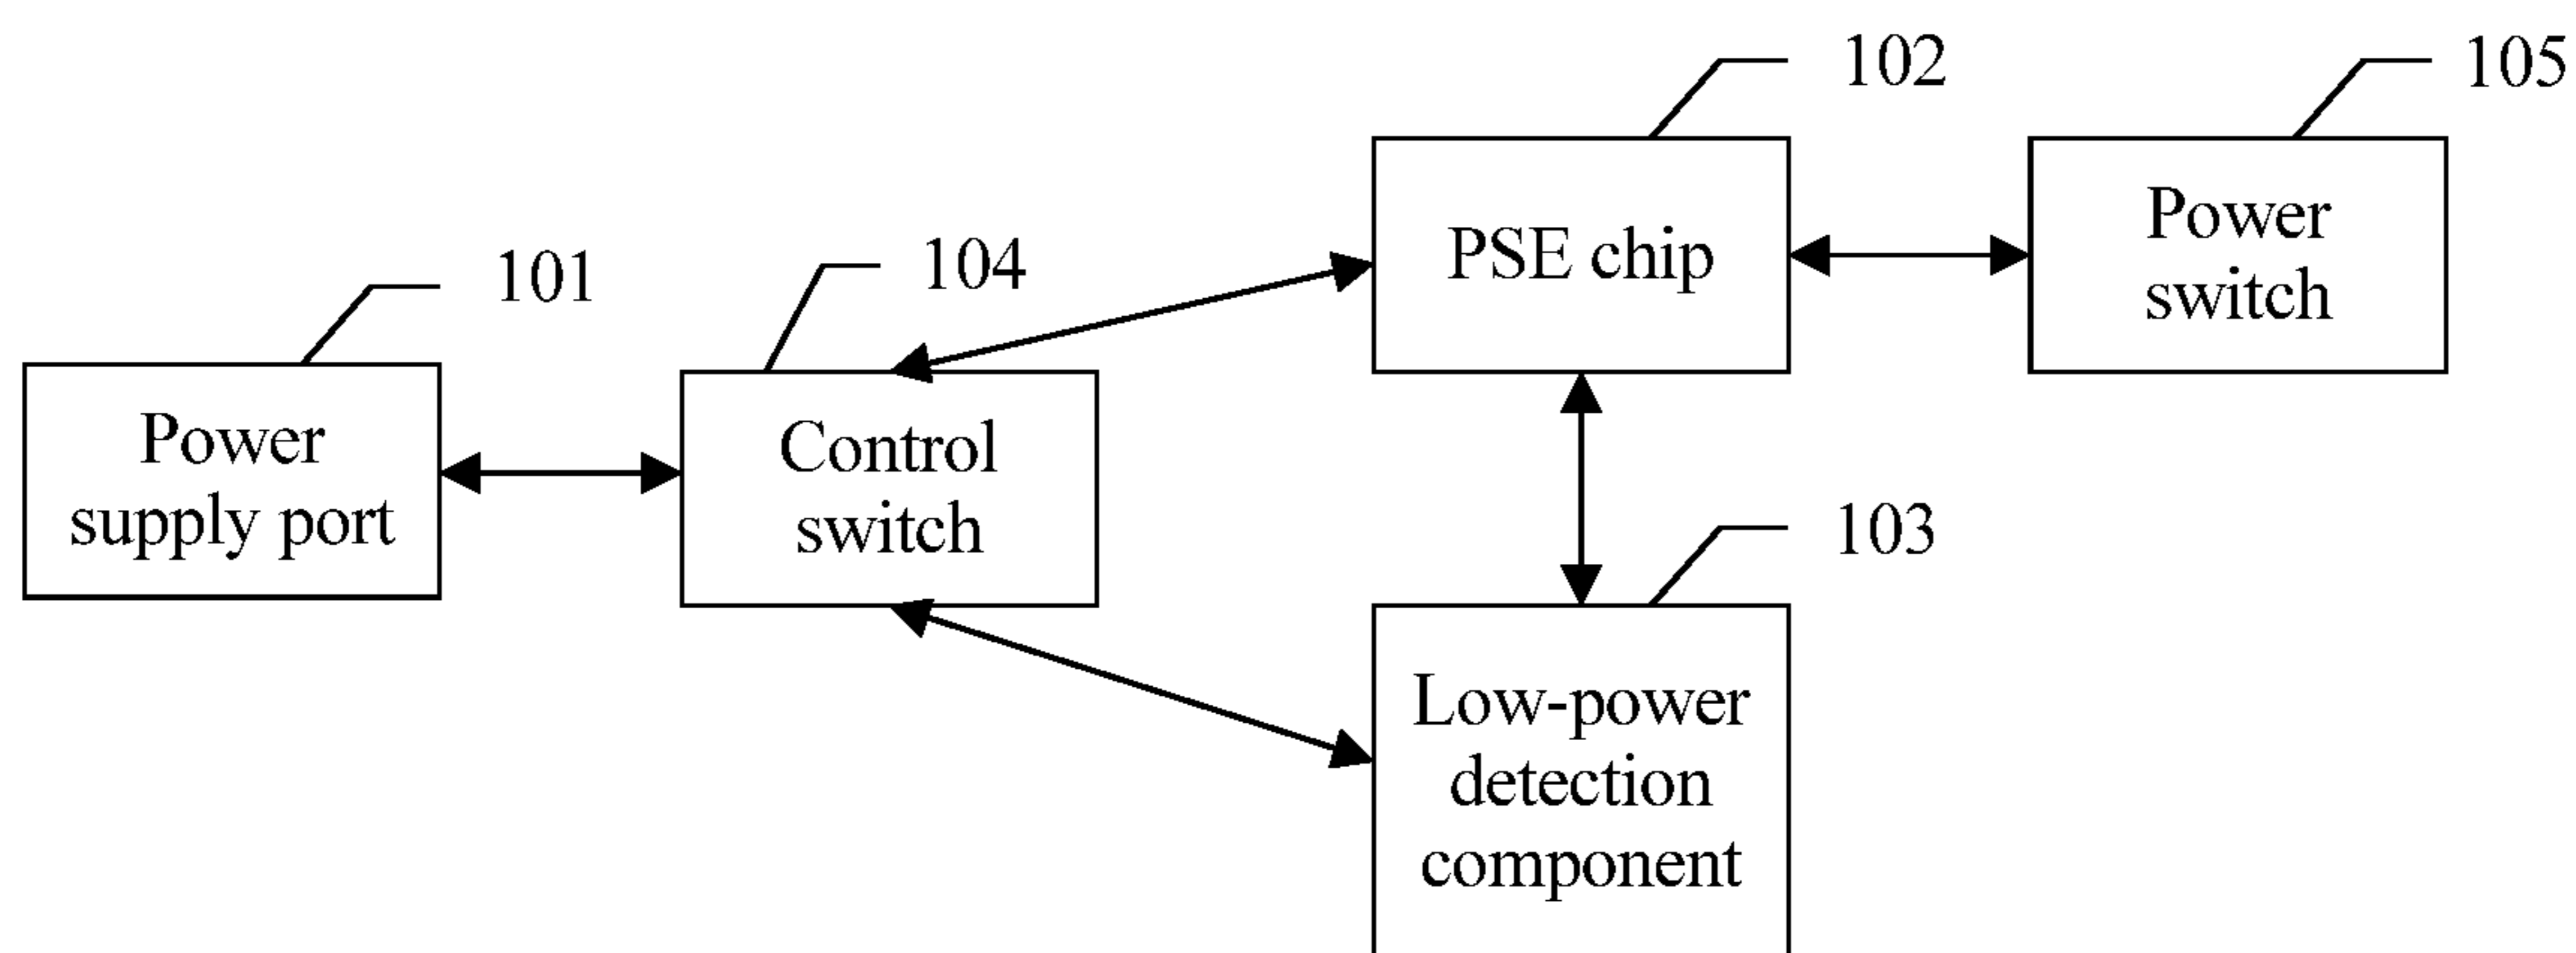 102
105
PSE chip
Power
switch
101
104
Power
supply port
Control
switch
103
Low-power
detection
component